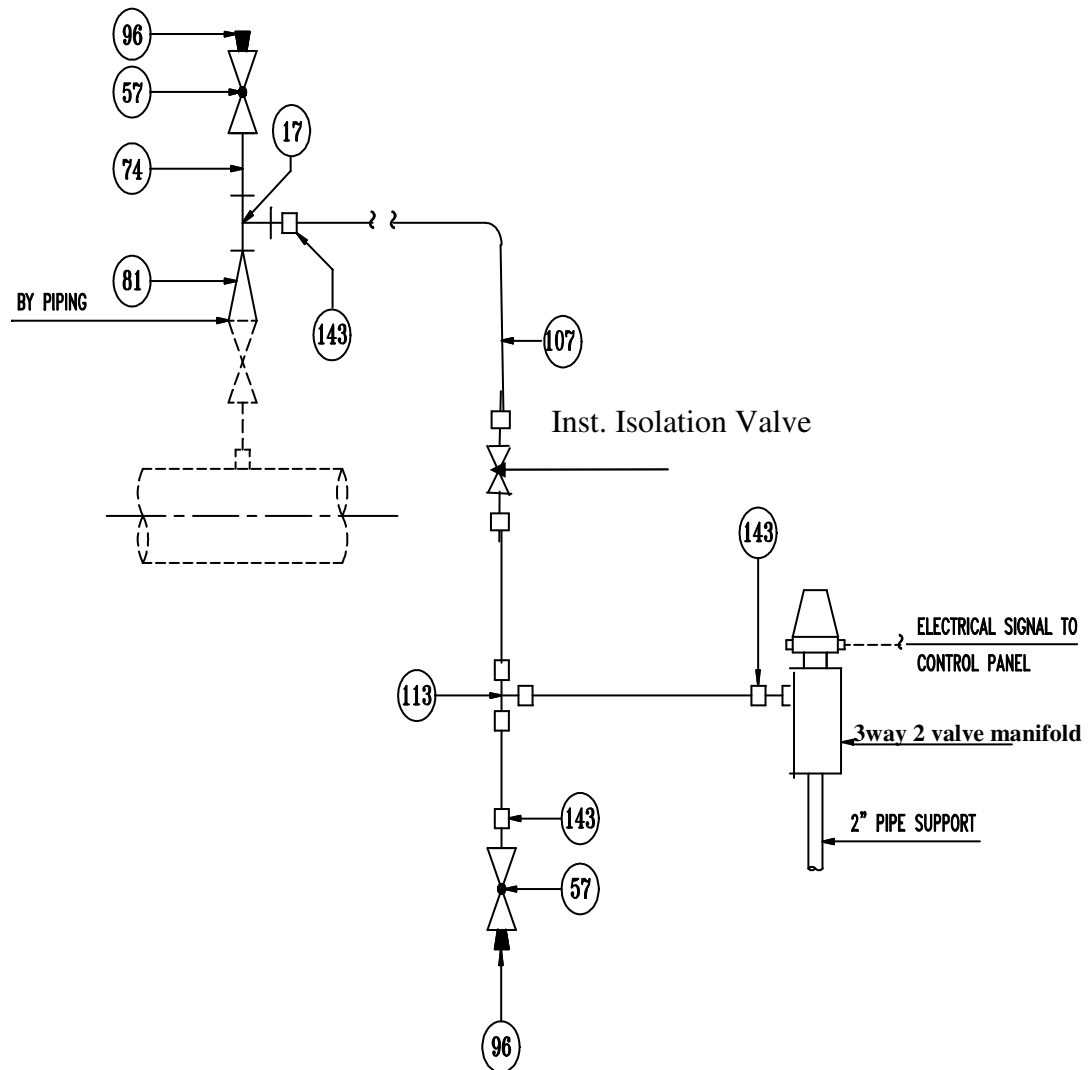 96
57
17
74
81
BY PIPING
143
107
Inst. Isolation Valve
143
ELECTRICAL SIGNAL TO
CONTROL PANEL
113
3way 2 valve manifold
143
2" PIPE SUPPORT
57
96